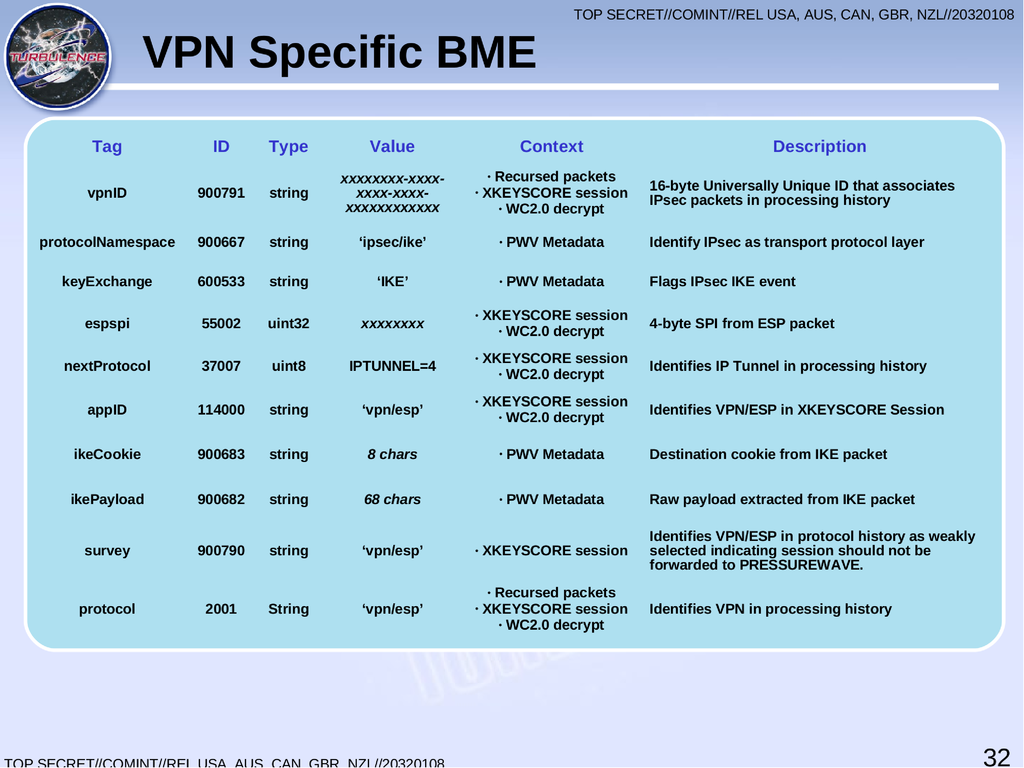 TOP SECRET//COMINT//REL USA, AUS, CAN, GBR, NZL//20320108
TURBULENCE
VPN Specific BME
Tag ID Type Value Context Description
vpnID 900791 string xxxxxxxx-xxxx-xxxx-xxxx-xxxxxxxxxxxx · Recursed packets · XKEYSCORE session · WC2.0 decrypt 16-byte Universally Unique ID that associates IPsec packets in processing history
protocolNamespace 900667 string ‘ipsec/ike’ · PWV Metadata Identify IPsec as transport protocol layer
keyExchange 600533 string ‘IKE’ · PWV Metadata Flags IPsec IKE event
espspi 55002 uint32 xxxxxxxx · XKEYSCORE session · WC2.0 decrypt 4-byte SPI from ESP packet
nextProtocol 37007 uint8 IPTUNNEL=4 · XKEYSCORE session · WC2.0 decrypt Identifies IP Tunnel in processing history
appID 114000 string ‘vpn/esp’ · XKEYSCORE session · WC2.0 decrypt Identifies VPN/ESP in XKEYSCORE Session
ikeCookie 900683 string 8 chars · PWV Metadata Destination cookie from IKE packet
ikePayload 900682 string 68 chars · PWV Metadata Raw payload extracted from IKE packet
survey 900790 string ‘vpn/esp’ · XKEYSCORE session Identifies VPN/ESP in protocol history as weakly selected indicating session should not be forwarded to PRESSUREWAVE.
protocol 2001 String ‘vpn/esp’ · Recursed packets · XKEYSCORE session · WC2.0 decrypt Identifies VPN in processing history
TOP SECRET//COMINT//REL USA, AUS, CAN, GBR, NZL//20320108
32